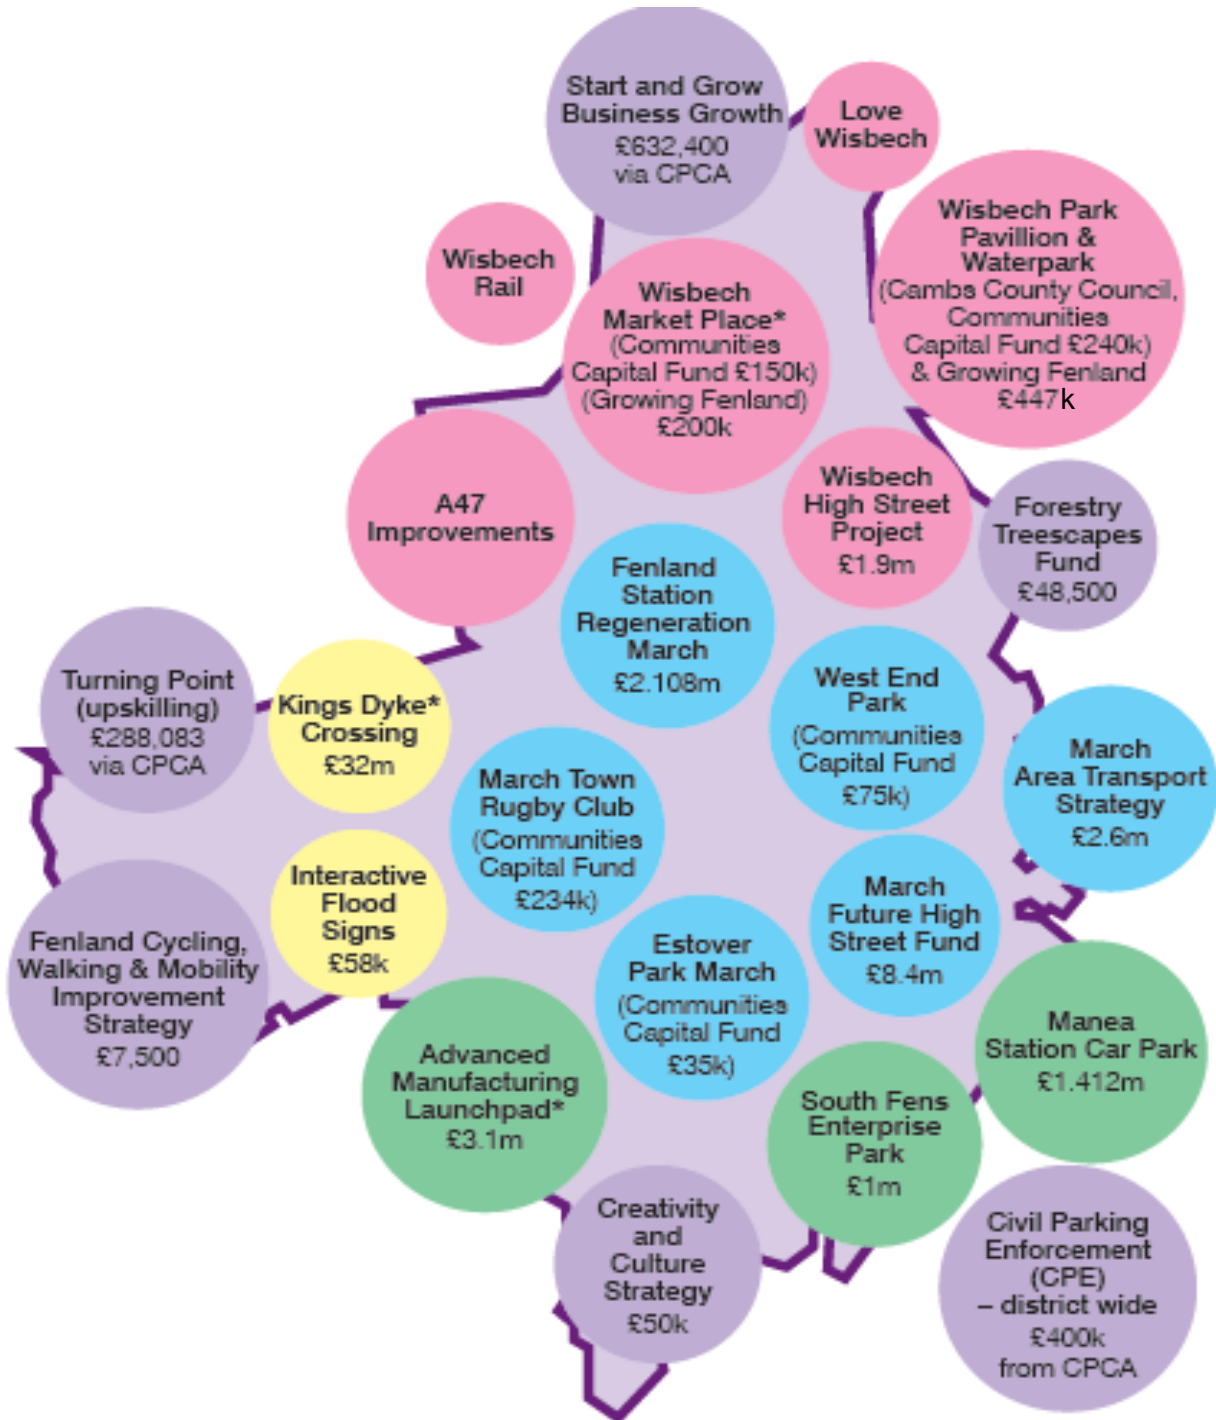 Start and Grow
Business Growth
£632,400
via CPCA
Love
Wisbech
Wisbech Park
Pavillion &
Waterpark
(Cambs County Council,
Communities
Capital Fund £240k)
& Growing Fenland
£447k
Wisbech
Rail
Wisbech
Market Place*
(Communities
Capital Fund £150k)
(Growing Fenland)
£200k
A47
Improvements
Wisbech
High Street
Project
£1.9m
Forestry
Treescapes
Fund
£48,500
Fenland
Station
Regeneration
March
£2.108m
Turning Point
(upskilling)
£288,083
via CPCA
Kings Dyke*
Crossing
£32m
West End
Park
(Communities
Capital Fund
£75k)
March
Area Transport
Strategy
£2.6m
March Town
Rugby Club
(Communities
Capital Fund
£234k)
Interactive
Flood
Signs
£58k
March
Future High
Street Fund
£8.4m
Fenland Cycling,
Walking & Mobility
Improvement
Strategy
£7,500
Estover
Park March
(Communities
Capital Fund
£35k)
Manea
Station Car Park
£1.412m
Advanced
Manufacturing
Launchpad*
£3.1m
South Fens
Enterprise
Park
£1m
Creativity
and
Culture
Strategy
£50k
Civil Parking
Enforcement
(CPE)
– district wide
£400k
from CPCA